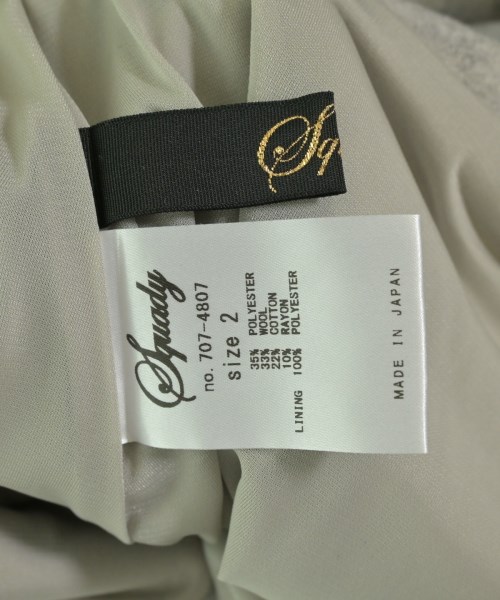 Squady
no. 707-4807
size 2
35% POLYESTER
33% WOOL
22% COTTON
10% RAYON
LINING 100% POLYESTER
MADE IN JAPAN
Squ